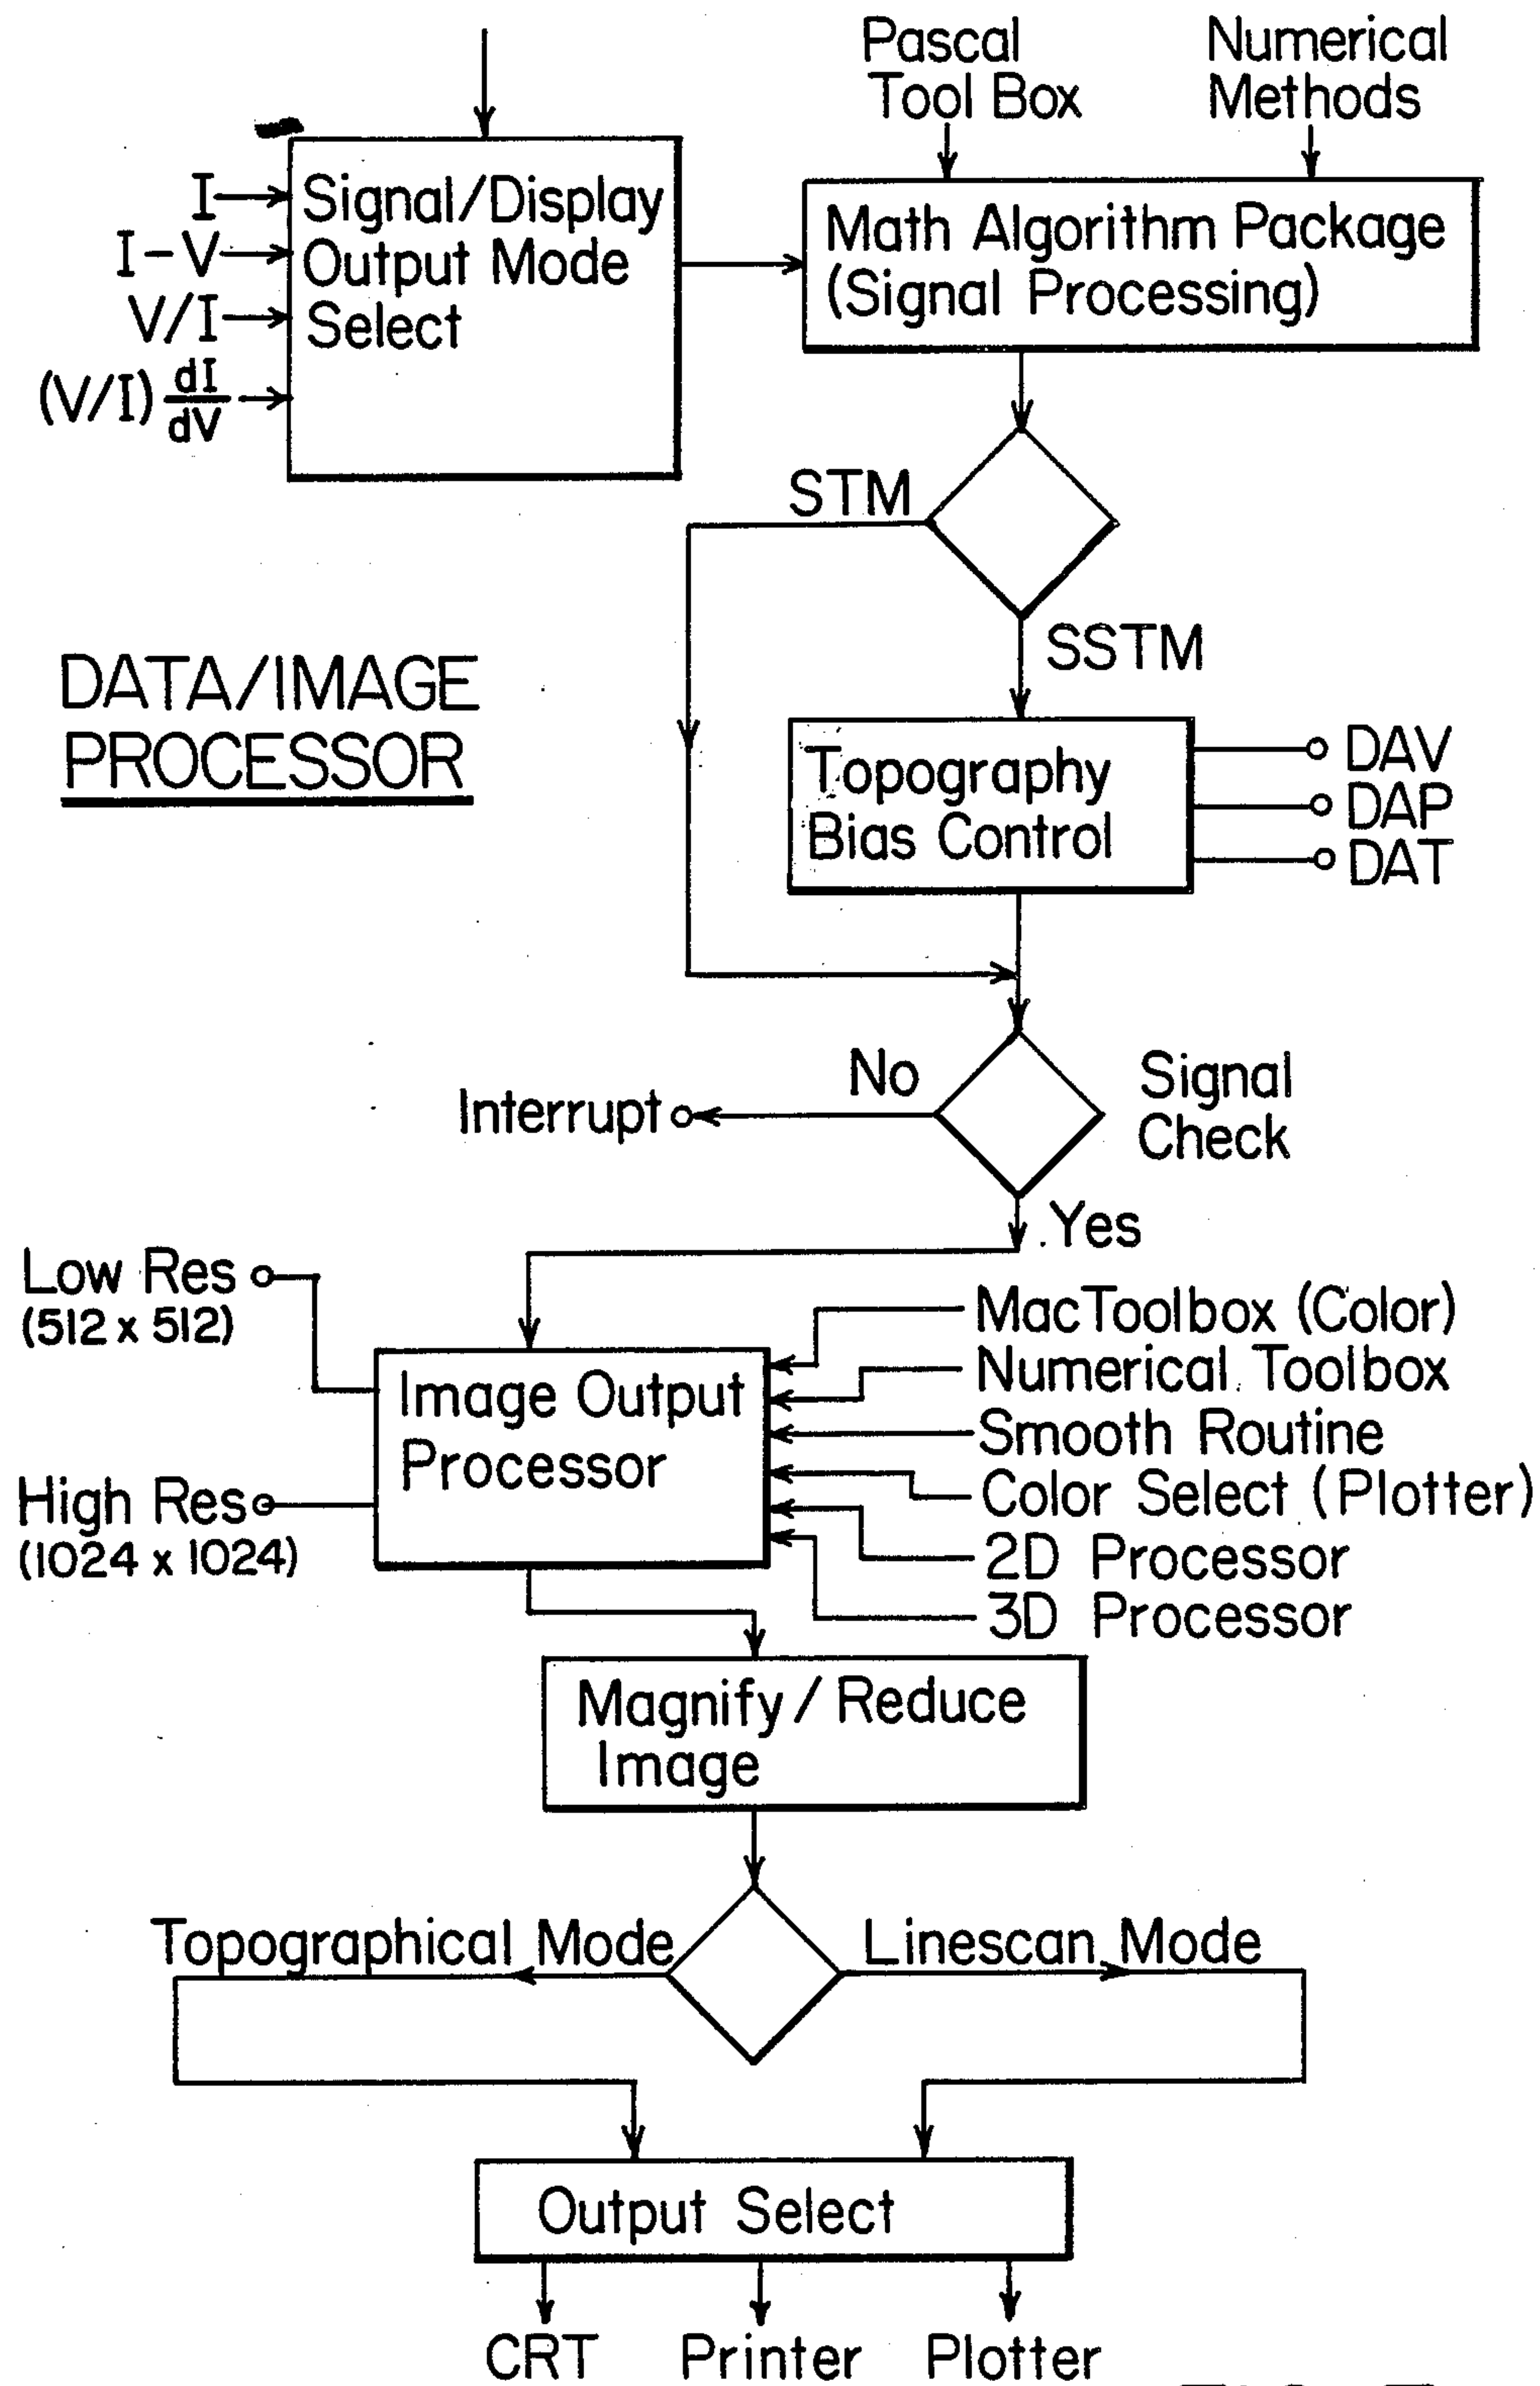 Pascal
Tool Box
Numerical
Methods
I
I-V
V/I
(V/I) dI
dV
Signal/Display
Output Mode
Select
Math Algorithm Package
(Signal Processing)
STM
SSTM
DATA/IMAGE
PROCESSOR
Topography
Bias Control
DAV
DAP
DAT
No
Interrupt
Signal
Check
Yes
Low Res
(512 x 512)
High Res
(1024 x 1024)
Image Output
Processor
MacToolbox (Color)
Numerical Toolbox
Smooth Routine
Color Select (Plotter)
2D Processor
3D Processor
Magnify/Reduce
Image
Topographical Mode
Linescan Mode
Output Select
CRT
Printer
Plotter